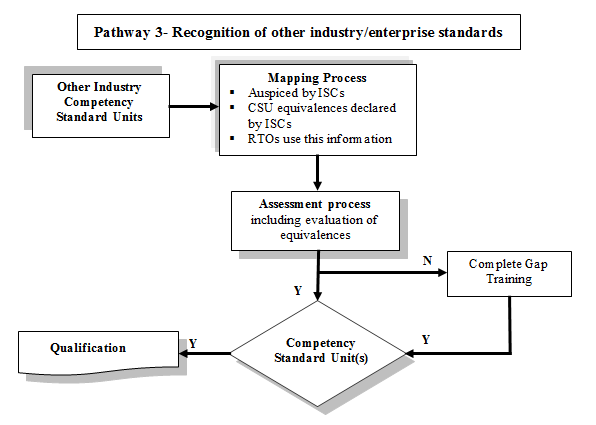 Pathway 3- Recognition of other industry/enterprise standards
Other Industry
Competency
Standard Units
Mapping Process
▪ Auspiced by ISCs
▪ CSU equivalences declared
by ISCs
▪ RTOs use this information
Assessment process
including evaluation of
equivalences
N
Complete Gap
Training
Y
Y
Competency
Standard Unit(s)
Y
Qualification